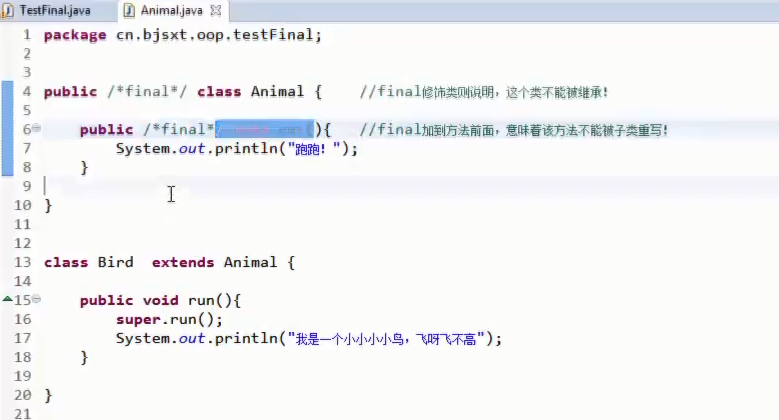 TestFinal.java Animal.java
1 package cn.bjsxt.oop.testFinal;
2
3
4 public /*final*/ class Animal { //final修饰类则说明，这个类不能被继承！
5
6 public /*final*/ (){ //final加到方法前面，意味着该方法不能被子类重写！
7 System.out.println("跑跑！");
8 }
9
10 }
11
12
13 class Bird extends Animal {
14
15 public void run(){
16 super.run();
17 System.out.println("我是一个小小小小鸟，飞呀飞不高");
18 }
19
20 }
21